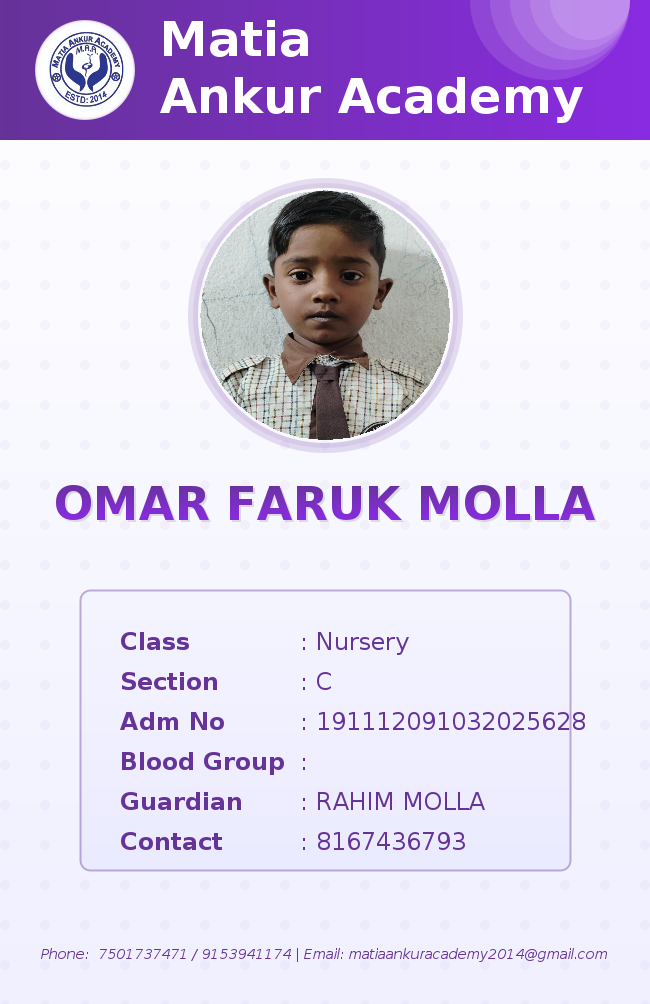 MATIA ANKUR ACADEMY
M.A.A
ESTD: 2014
Matia
Ankur Academy
OMAR FARUK MOLLA
Class : Nursery
Section : C
Adm No : 191112091032025628
Blood Group :
Guardian : RAHIM MOLLA
Contact : 8167436793
Phone: 7501737471 / 9153941174 | Email: matiaankuracademy2014@gmail.com